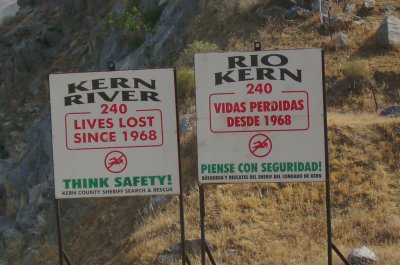 KERN
RIVER
240
LIVES LOST
SINCE 1968
THINK SAFETY!
KERN COUNTY SHERIFF SEARCH & RESCUE
RIO
KERN
240
VIDAS PERDIDAS
DESDE 1968
PIENSE CON SEGURIDAD!
BUSQUEDA Y RESCATES DEL SHERIF DEL CONDADO DE KERN